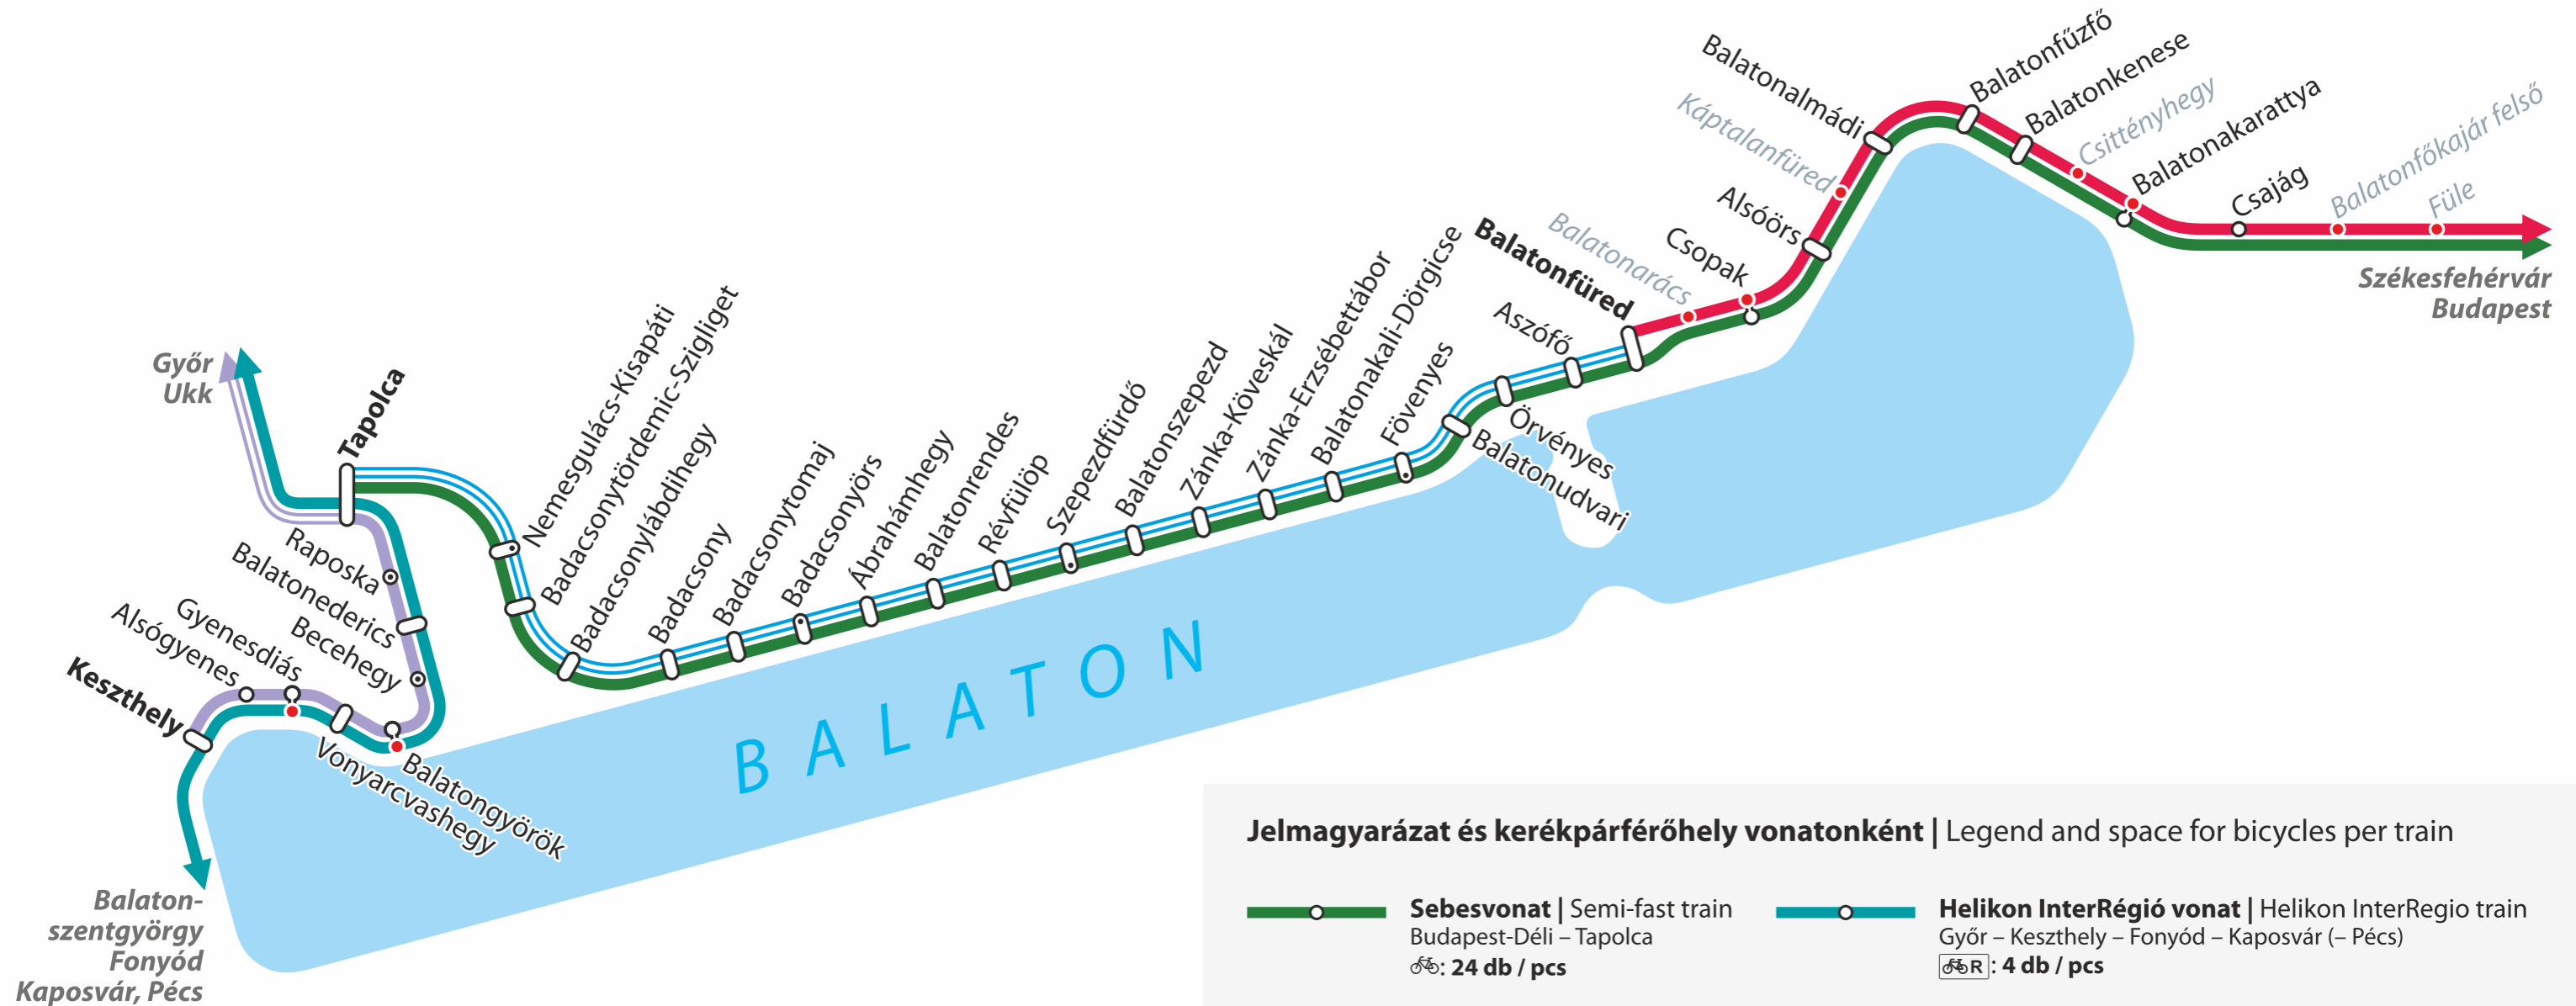 Győr
Ukk
Tapolca
Raposka
Balatonederics
Becehegy
Gyenesdiás
Alsógyenes
Keszthely
Vonyarcvashegy
Balatongyörök
Balaton-
szentgyörgy
Fonyód
Kaposvár, Pécs
Nemesgulács-Kisapáti
Badacsonytördemic-Szigliget
Badacsonylábdihegy
Badacsony
Badacsonytomaj
Badacsonyörs
Ábrahámhegy
Balatonrendes
Révfülöp
Szepezdfürdő
Balatonszepezd
Zánka-Köveskál
Zánka-Erzsébettábor
Balatonakali-Dörgicse
Fövenyes
Balatonudvari
Örvényes
Aszófő
Balatonfüred
Balatonarács
Csopak
Alsóörs
Káptalanfüred
Balatonalmádi
Balatonfűzfő
Balatonkenese
Csittényhegy
Balatonakarattya
Csajág
Balatonfőkajár felső
Füle
Székesfehérvár
Budapest
BALATON
Jelmagyarázat és kerékpárférőhely vonatonként | Legend and space for bicycles per train
Sebesvonat | Semi-fast train
Budapest-Déli – Tapolca
: 24 db / pcs
Helikon InterRégió vonat | Helikon InterRegio train
Győr – Keszthely – Fonyód – Kaposvár (– Pécs)
R : 4 db / pcs